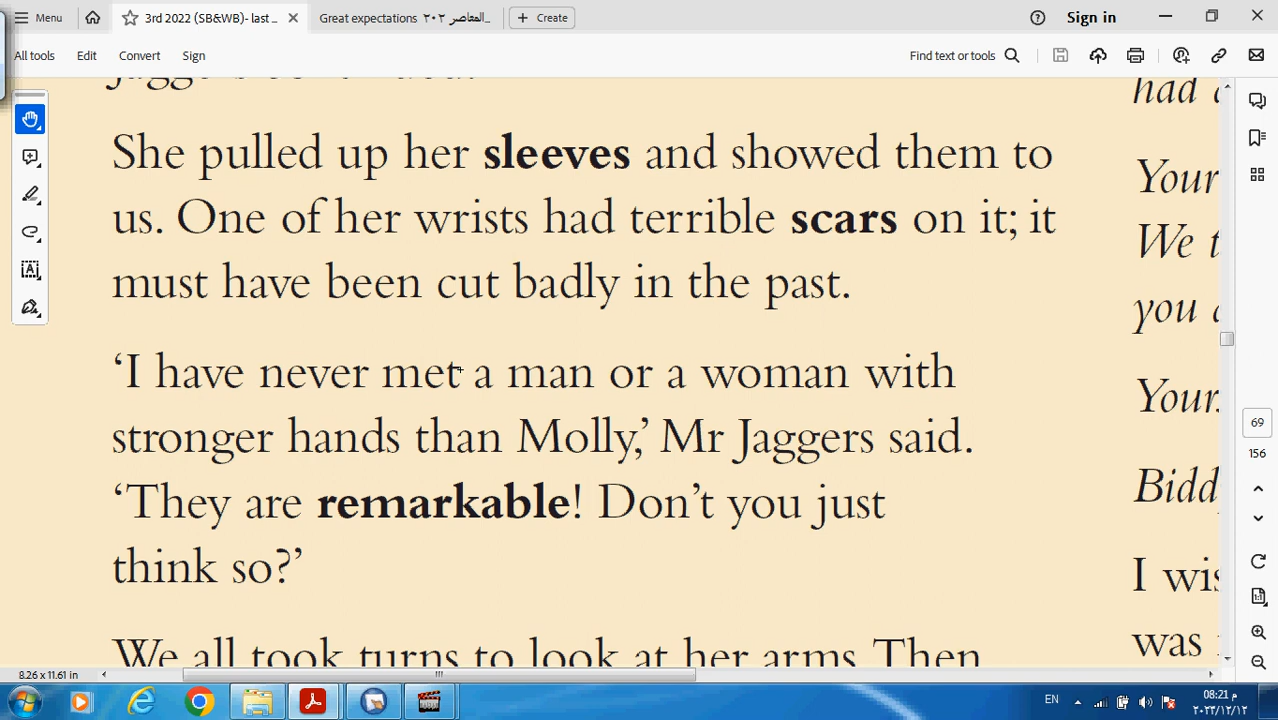 Menu
3rd 2022 (SB&WB)- last ...
Great expectations المعاصر ٢٠٢...
+ Create
Sign in
All tools
Edit
Convert
Sign
Find text or tools
had
She pulled up her sleeves and showed them to
us. One of her wrists had terrible scars on it; it
must have been cut badly in the past.
'I have never met a man or a woman with
stronger hands than Molly,' Mr Jaggers said.
'They are remarkable! Don't you just
think so?'
We all took turns to look at her arms. Then
Your
We t
you
Your
Bidd
I wis
was
69
156
8.26 x 11.61 in
EN
08:21 م
٢٠٢٣/١٢/١٢